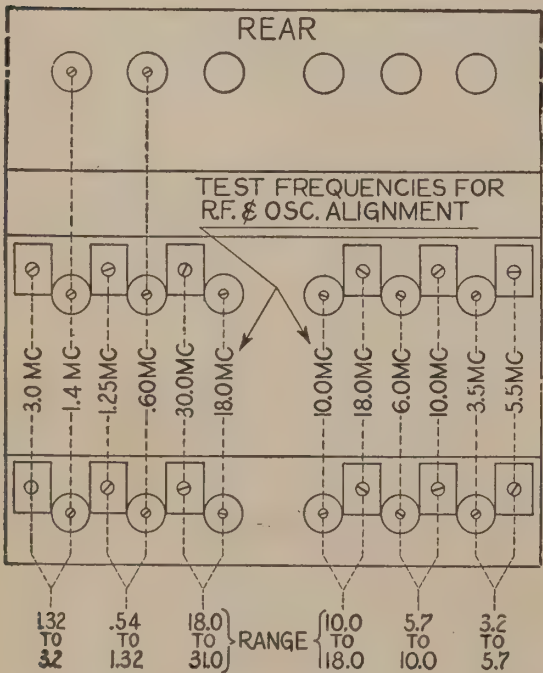 REAR
TEST FREQUENCIES FOR
R.F. & OSC. ALIGNMENT
3.0 MC
1.4 MC
1.25 MC
.60 MC
30.0 MC
18.0 MC
10.0 MC
18.0 MC
6.0 MC
10.0 MC
3.5 MC
5.5 MC
1.32
TO
3.2
.54
TO
1.32
18.0
TO
31.0
RANGE
10.0
TO
18.0
5.7
TO
10.0
3.2
TO
5.7